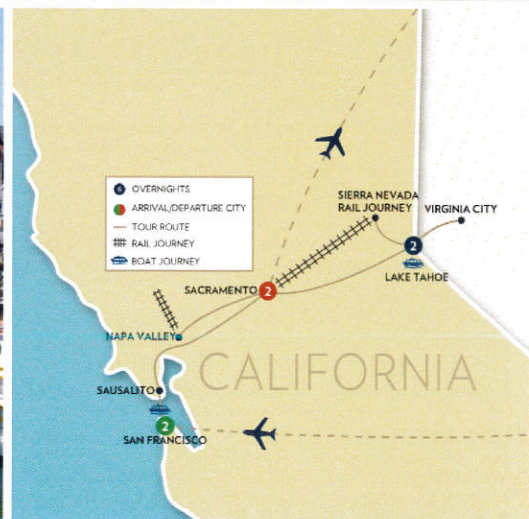 6 OVERNIGHTS
ARRIVAL/DEPARTURE CITY
TOUR ROUTE
RAIL JOURNEY
BOAT JOURNEY
SIERRA NEVADA
RAIL JOURNEY
VIRGINIA CITY
2
LAKE TAHOE
SACRAMENTO 2
NAPA VALLEY
CALIFORNIA
SAUSALITO
2
SAN FRANCISCO